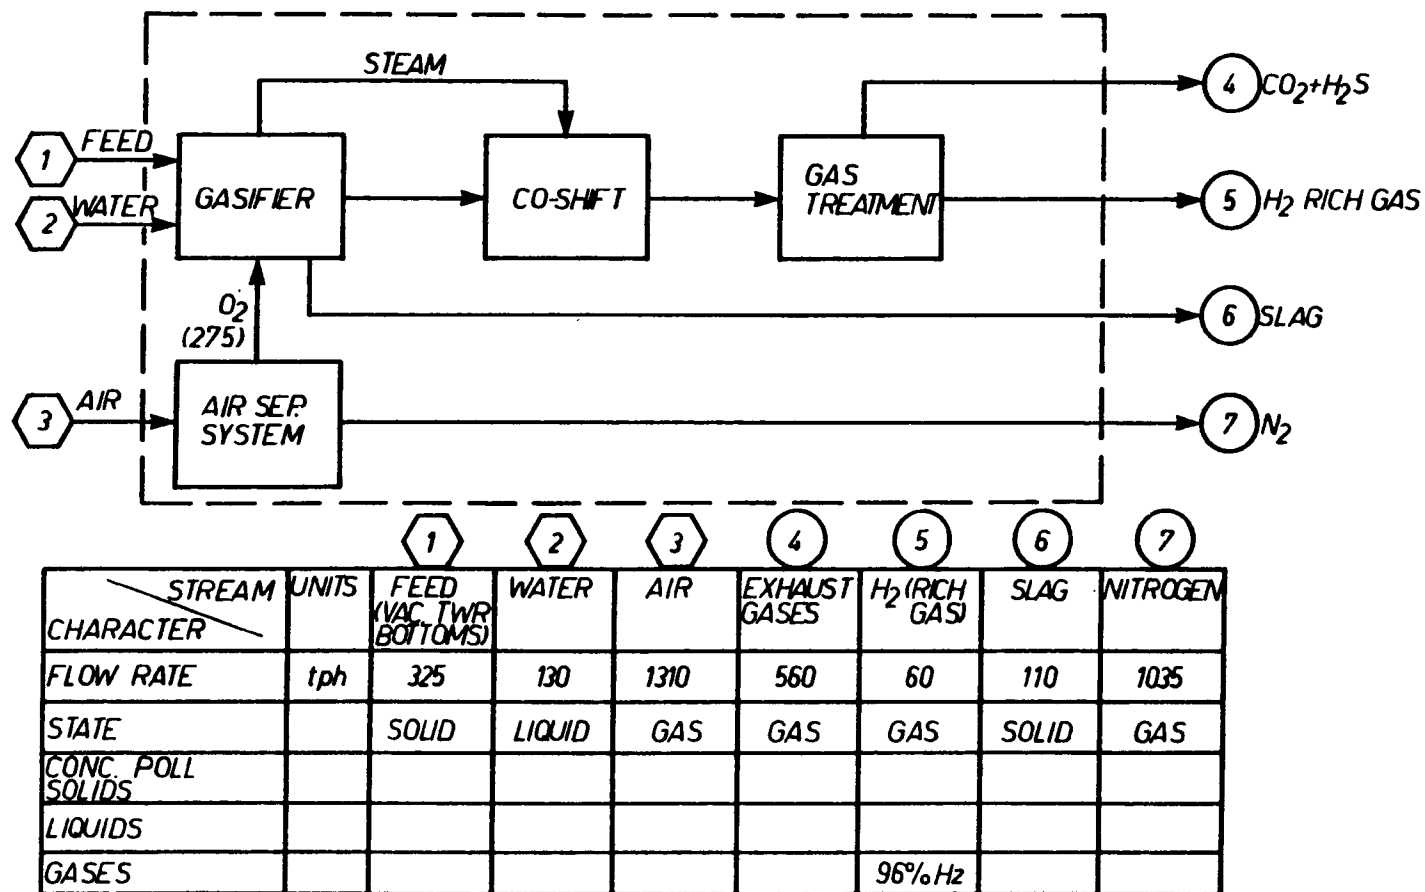 STEAM
4 CO2+H2S
1 FEED
GASIFIER
CO-SHIFT
GAS
TREATMENT
5 H2 RICH GAS
2 WATER
O2
(275)
6 SLAG
3 AIR
AIR SEP.
SYSTEM
7 N2
1 2 3 4 5 6 7
STREAM
CHARACTER
UNITS
FEED
(VAC. TWR
BOTTOMS)
WATER
AIR
EXHAUST
GASES
H2 (RICH
GAS)
SLAG
NITROGEN
FLOW RATE tph 325 130 1310 560 60 110 1035
STATE SOLID LIQUID GAS GAS GAS SOLID GAS
CONC. POLL
SOLIDS
LIQUIDS
GASES 96% Hz